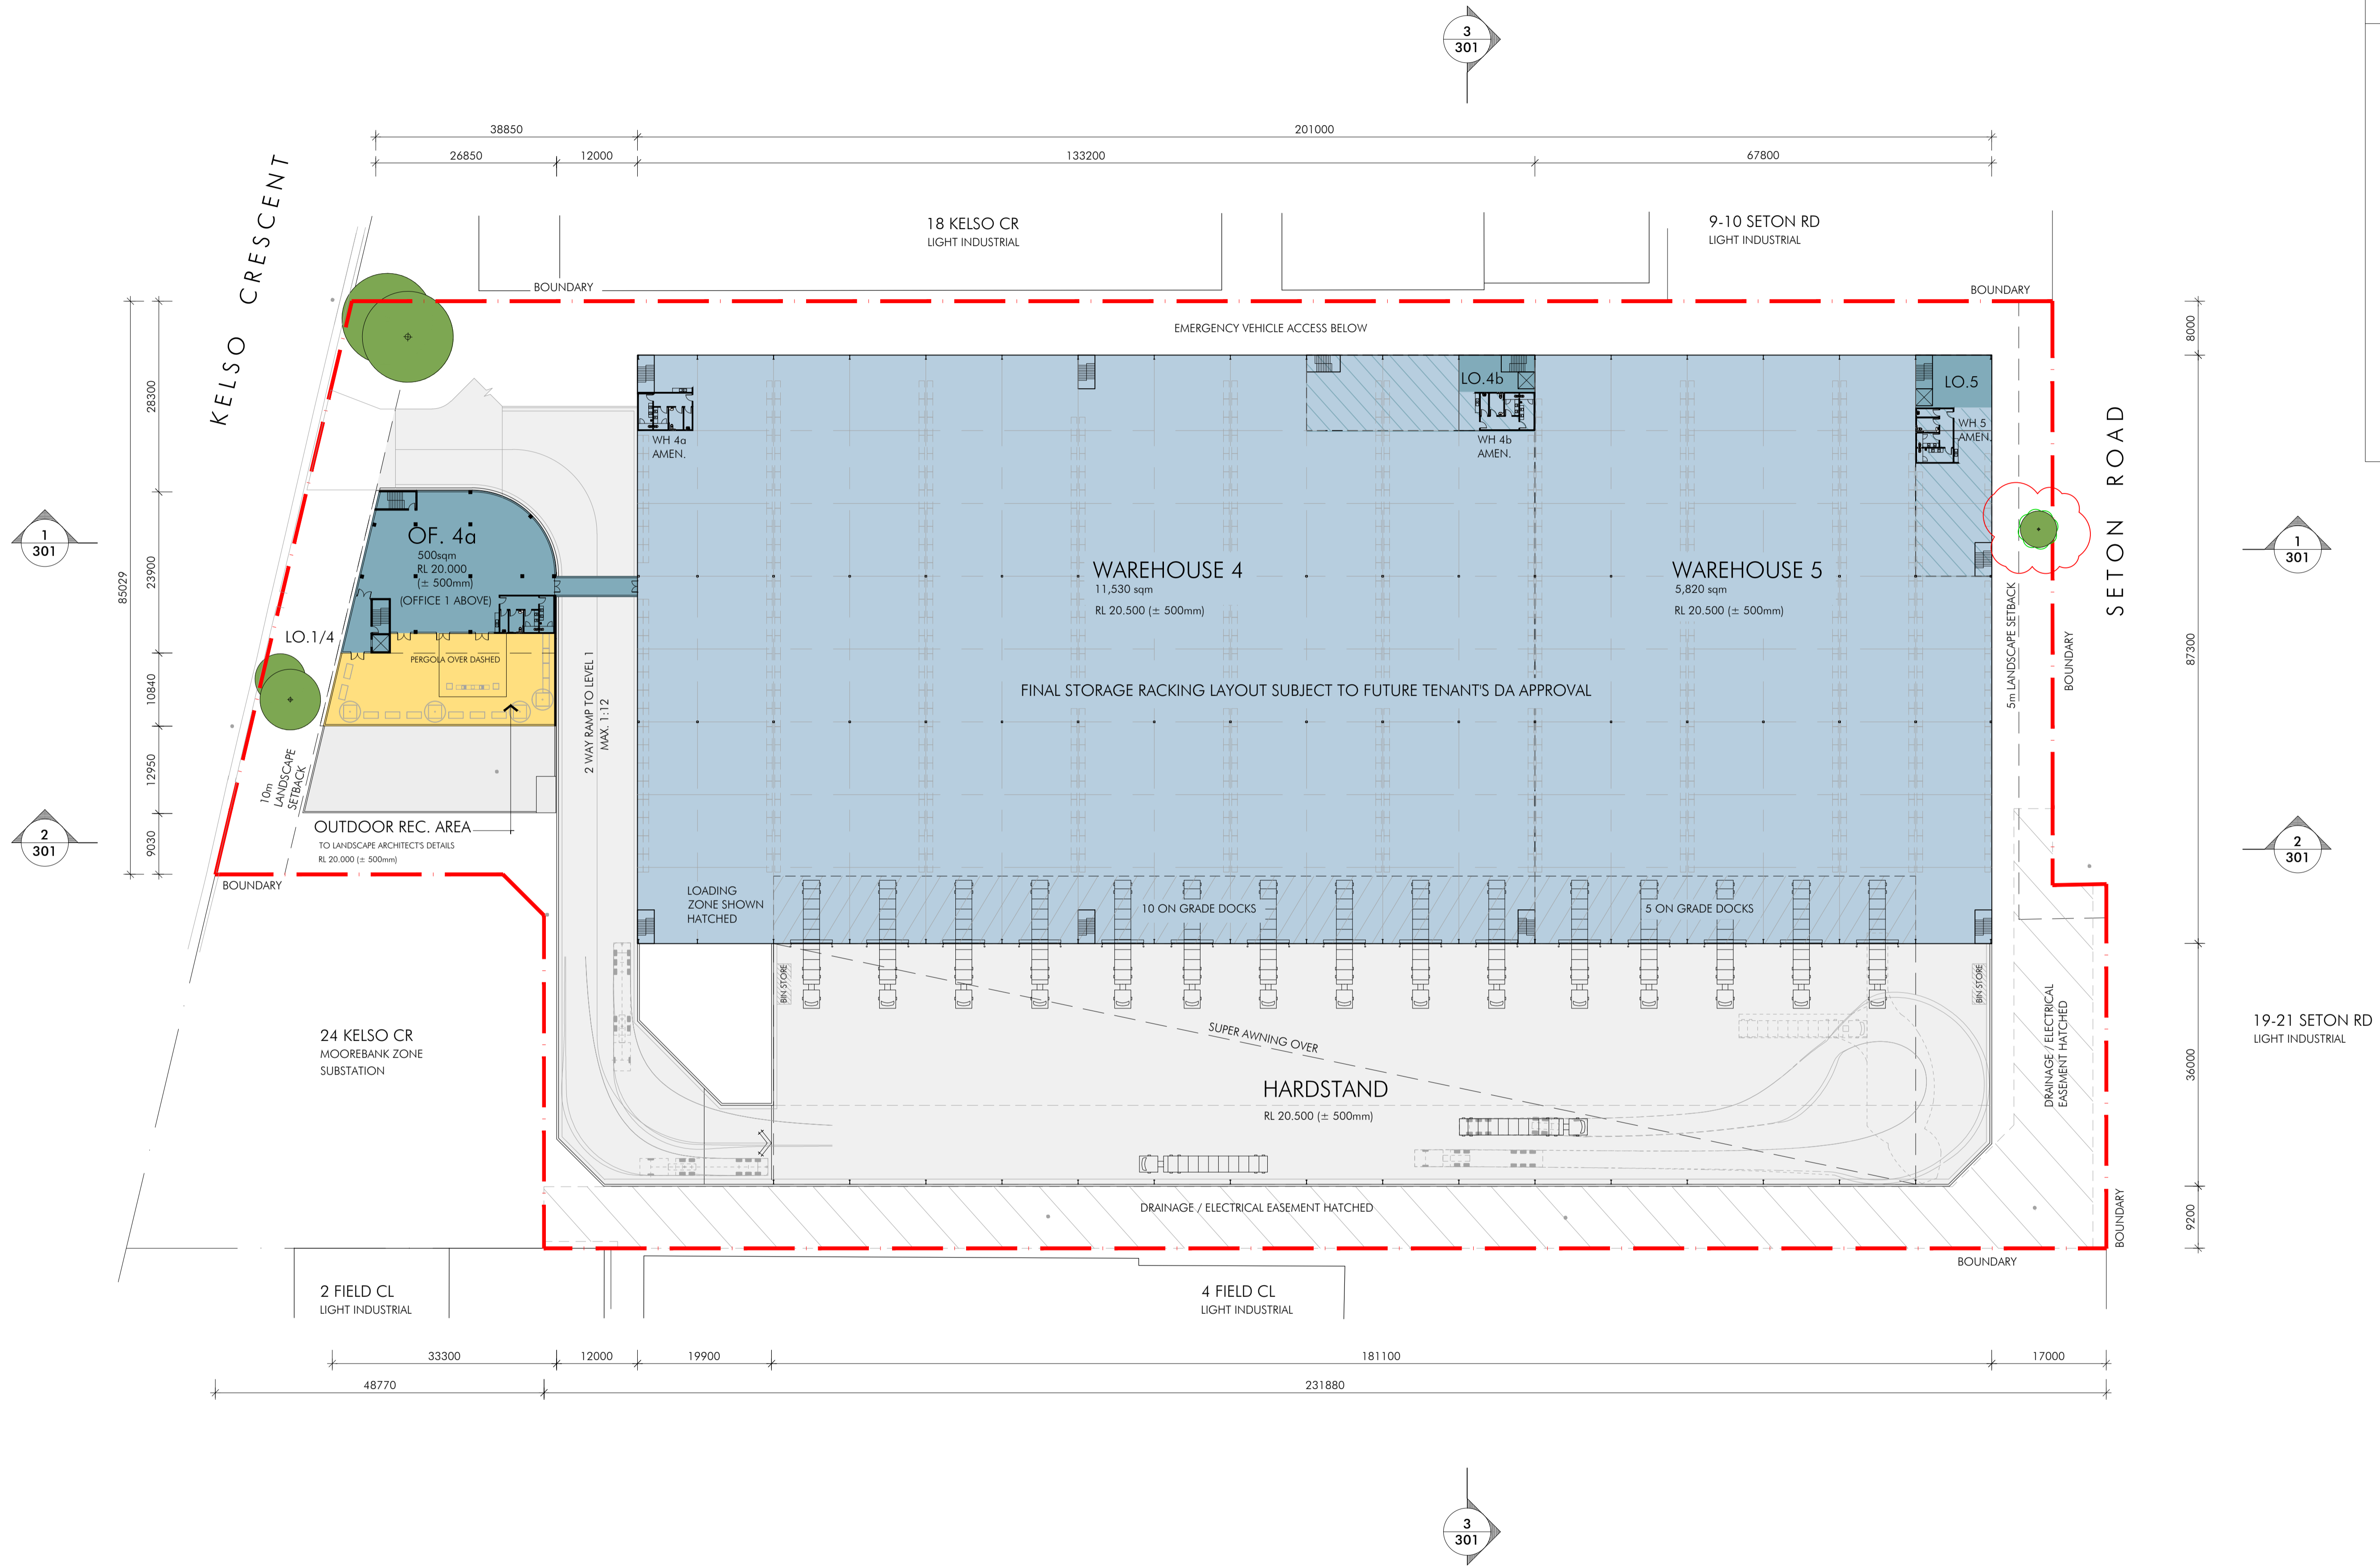 3
301
38850
201000
26850
12000
133200
67800
KELSO CRESCENT
18 KELSO CR
LIGHT INDUSTRIAL
9-10 SETON RD
LIGHT INDUSTRIAL
BOUNDARY
BOUNDARY
EMERGENCY VEHICLE ACCESS BELOW
8000
28300
LO.4b
LO.5
WH 4a
AMEN.
WH 4b
AMEN.
WH 5
AMEN.
SETON ROAD
1
301
OF. 4a
500sqm
RL 20.000
(± 500mm)
(OFFICE 1 ABOVE)
WAREHOUSE 4
11,530 sqm
RL 20.500 (± 500mm)
WAREHOUSE 5
5,820 sqm
RL 20.500 (± 500mm)
1
301
85029
23900
LO.1/4
PERGOLA OVER DASHED
5m LANDSCAPE SETBACK
BOUNDARY
87300
10840
2 WAY RAMP TO LEVEL 1
MAX. 1:12
FINAL STORAGE RACKING LAYOUT SUBJECT TO FUTURE TENANT'S DA APPROVAL
12950
10m
LANDSCAPE
SETBACK
9030
OUTDOOR REC. AREA
TO LANDSCAPE ARCHITECT'S DETAILS
RL 20.000 (± 500mm)
2
301
2
301
BOUNDARY
LOADING
ZONE SHOWN
HATCHED
10 ON GRADE DOCKS
5 ON GRADE DOCKS
BIN STORE
BIN STORE
24 KELSO CR
MOOREBANK ZONE
SUBSTATION
SUPER AWNING OVER
HARDSTAND
RL 20.500 (± 500mm)
DRAINAGE / ELECTRICAL
EASEMENT HATCHED
36000
19-21 SETON RD
LIGHT INDUSTRIAL
DRAINAGE / ELECTRICAL EASEMENT HATCHED
9200
BOUNDARY
BOUNDARY
2 FIELD CL
LIGHT INDUSTRIAL
4 FIELD CL
LIGHT INDUSTRIAL
33300
12000
19900
181100
17000
48770
231880
3
301